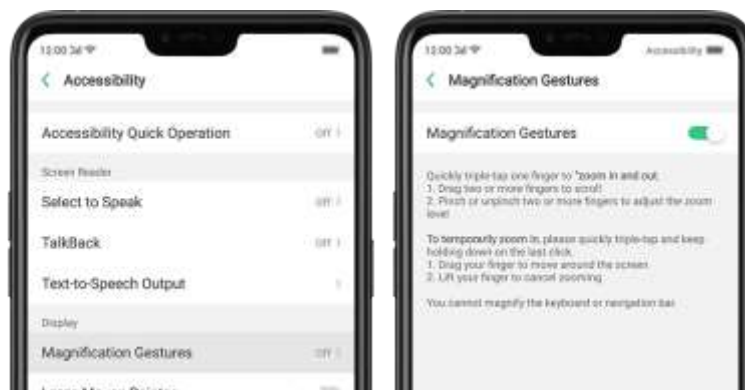 12:00
Accessibility
Accessibility Quick Operation Off
Screen Reader
Select to Speak Off
TalkBack Off
Text-to-Speech Output
Display
Magnification Gestures Off
12:00 Accessibility
Magnification Gestures
Magnification Gestures
Quickly triple-tap one finger to "zoom in and out.
1. Drag two or more fingers to scroll
2. Pinch or unpinch two or more fingers to adjust the zoom
level
To temporarily zoom in, please quickly triple-tap and keep
holding down on the last click.
1. Drag your finger to move around the screen
2. Lift your finger to cancel zooming
You cannot magnify the keyboard or navigation bar